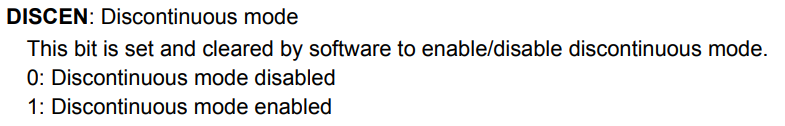 DISCEN: Discontinuous mode
This bit is set and cleared by software to enable/disable discontinuous mode.
0: Discontinuous mode disabled
1: Discontinuous mode enabled